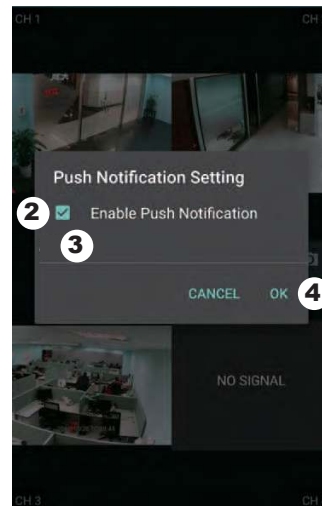 CH 1
CH
Push Notification Setting
2 Enable Push Notification
3
CANCEL OK 4
NO SIGNAL
CH 3
CH